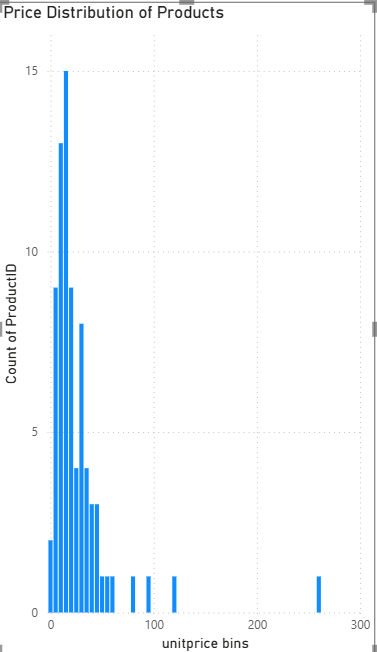 Price Distribution of Products
15
10
5
0
Count of ProductID
0 100 200 300
unitprice bins